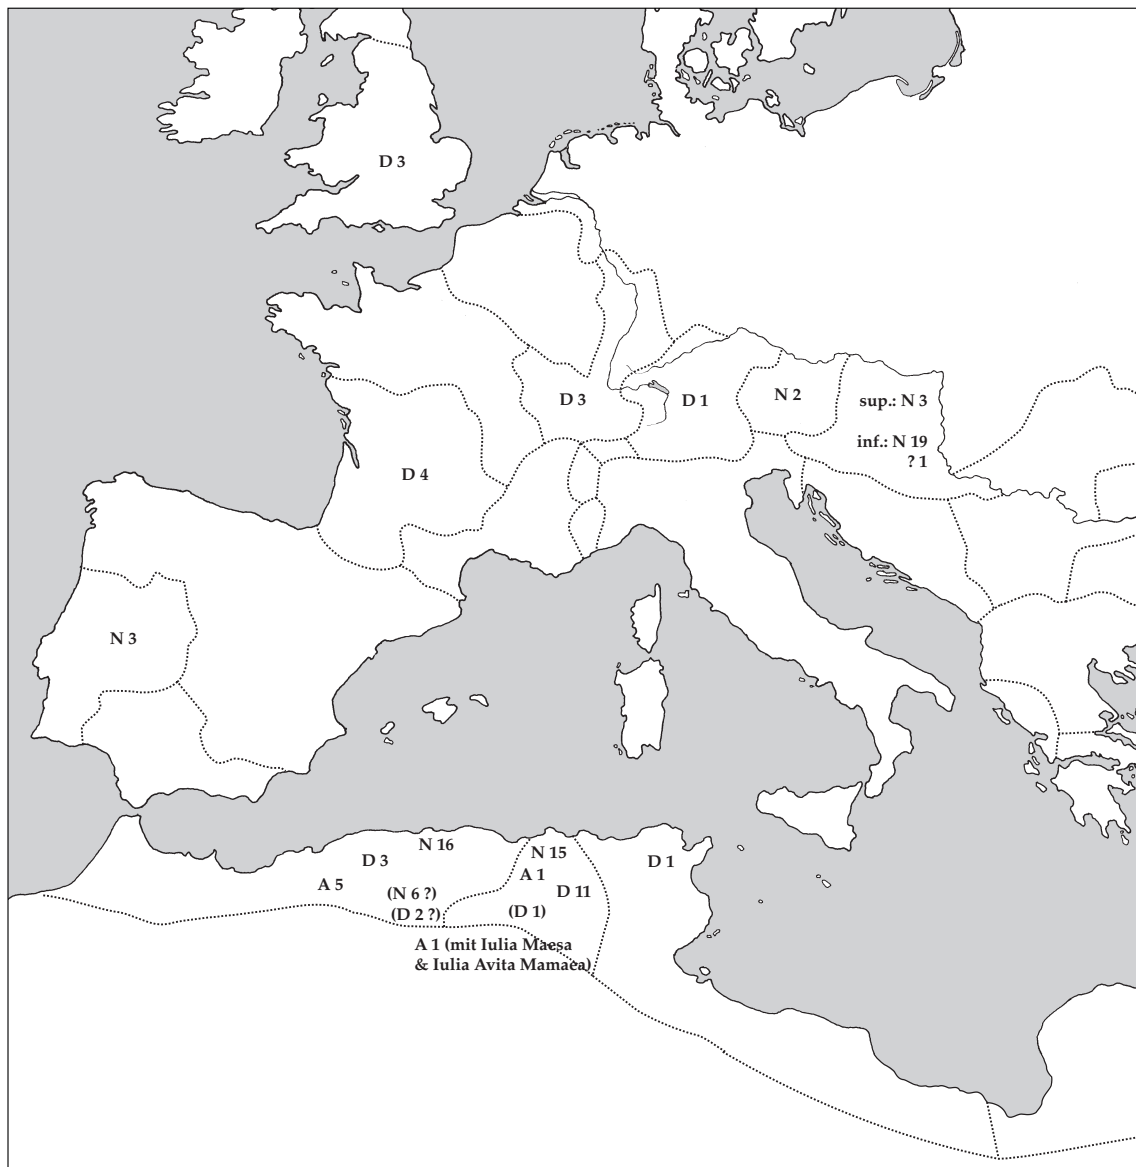 D 3
D 3
D 1
N 2
sup.: N 3
inf.: N 19
? 1
D 4
N 3
N 16
D 3
A 5
(N 6 ?)
(D 2 ?)
N 15
A 1
D 11
(D 1)
D 1
A 1 (mit Iulia Maesa
& Iulia Avita Mamaea)